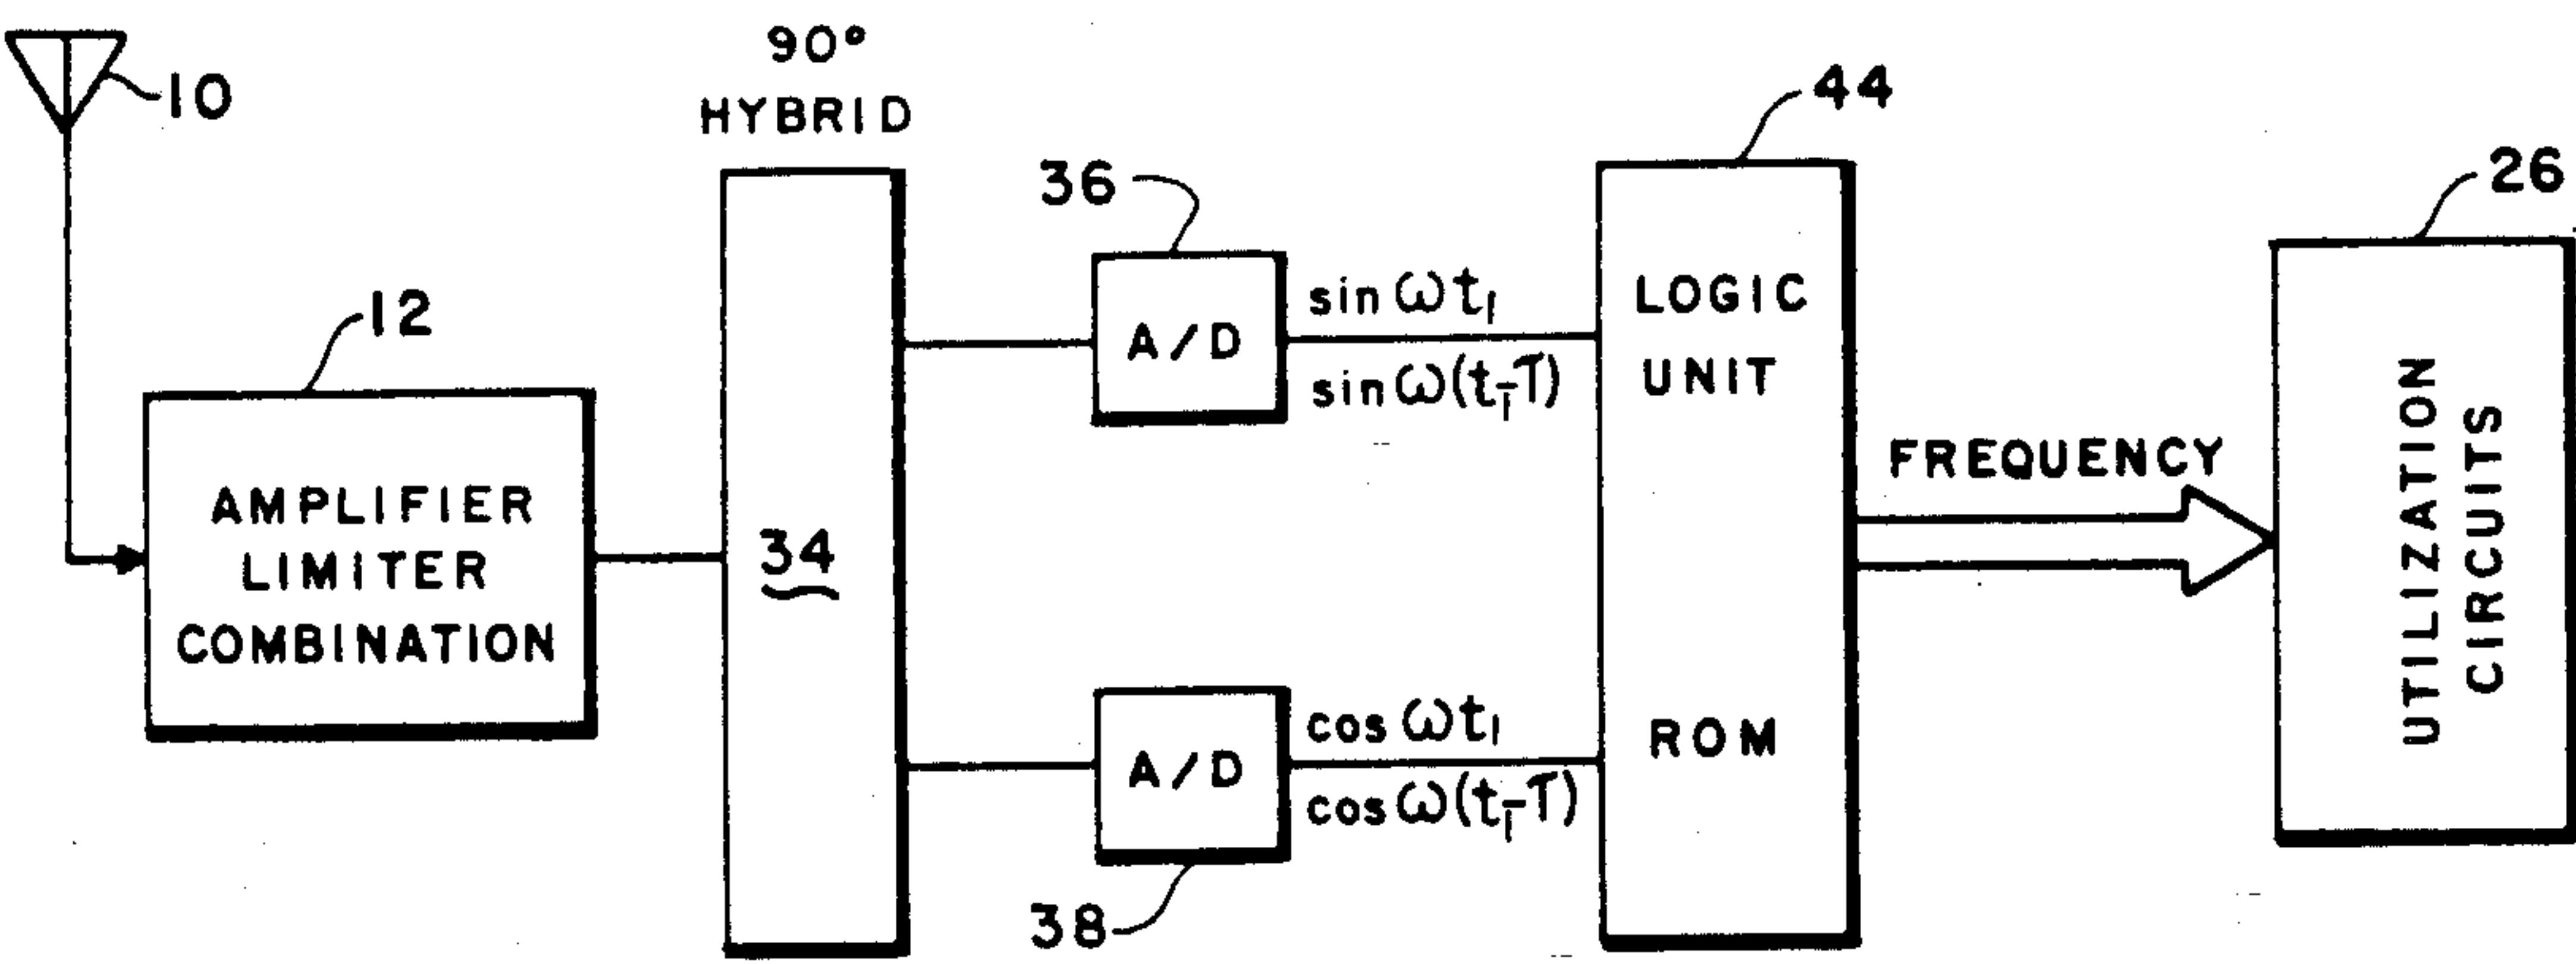 10
12
AMPLIFIER
LIMITER
COMBINATION
90°
HYBRID
34
36
A/D
sin ωt₁
sin ω(t₁-T)
38
A/D
cos ωt₁
cos ω(t₁-T)
44
LOGIC
UNIT
ROM
FREQUENCY
26
UTILIZATION
CIRCUITS